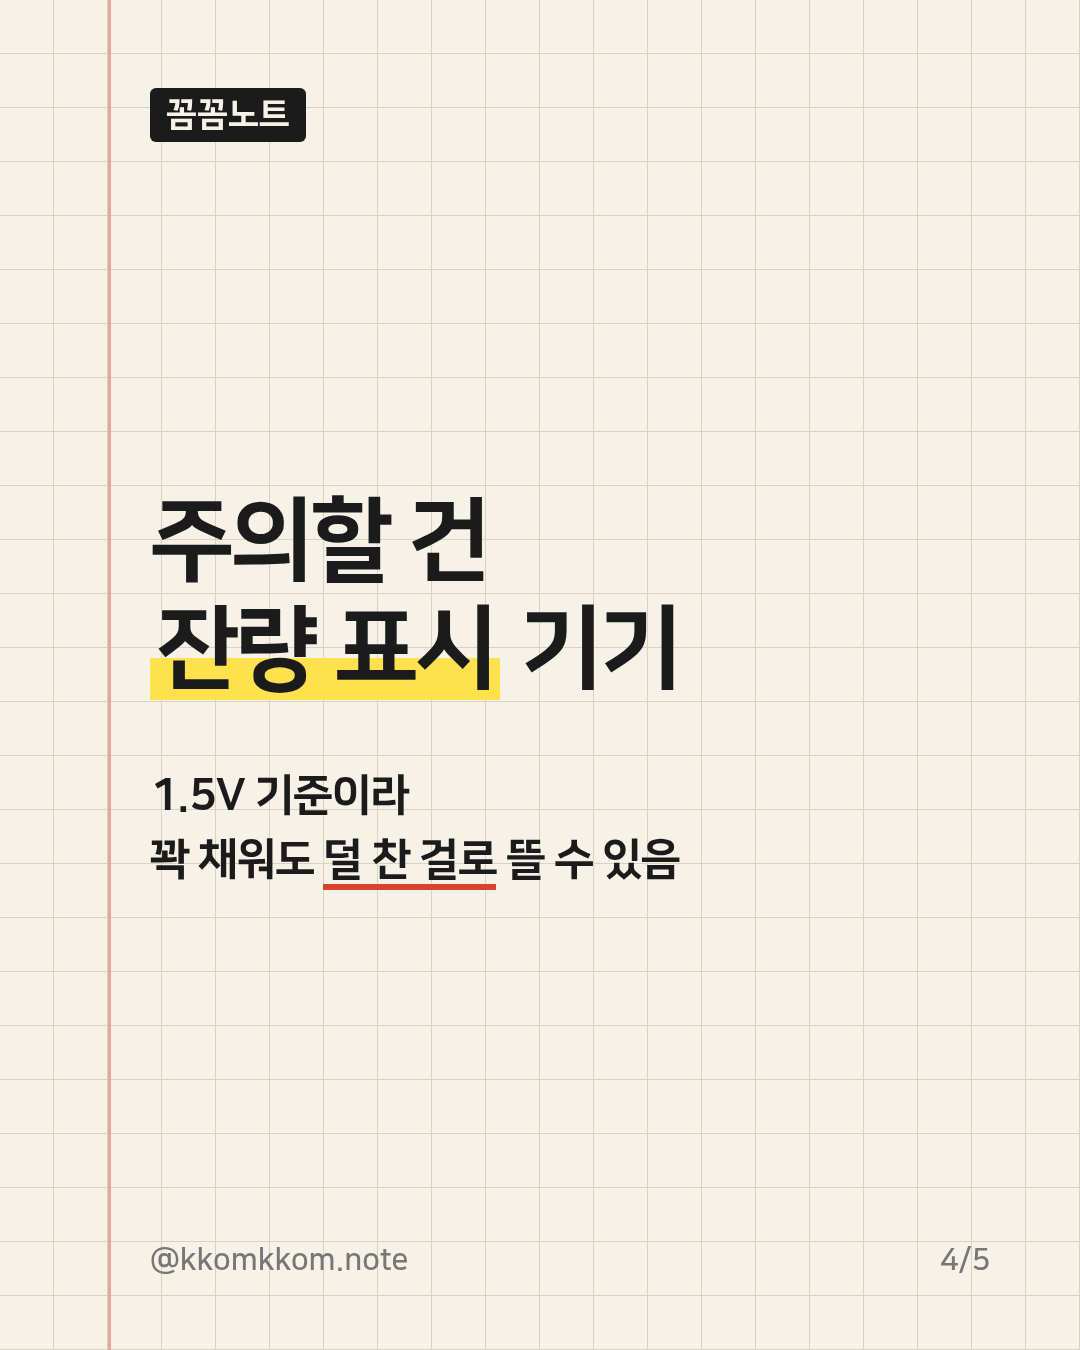 꼼꼼노트
주의할 건
잔량 표시 기기
1.5V 기준이라
꽉 채워도 덜 찬 걸로 뜰 수 있음
@kkomkkom.note
4/5